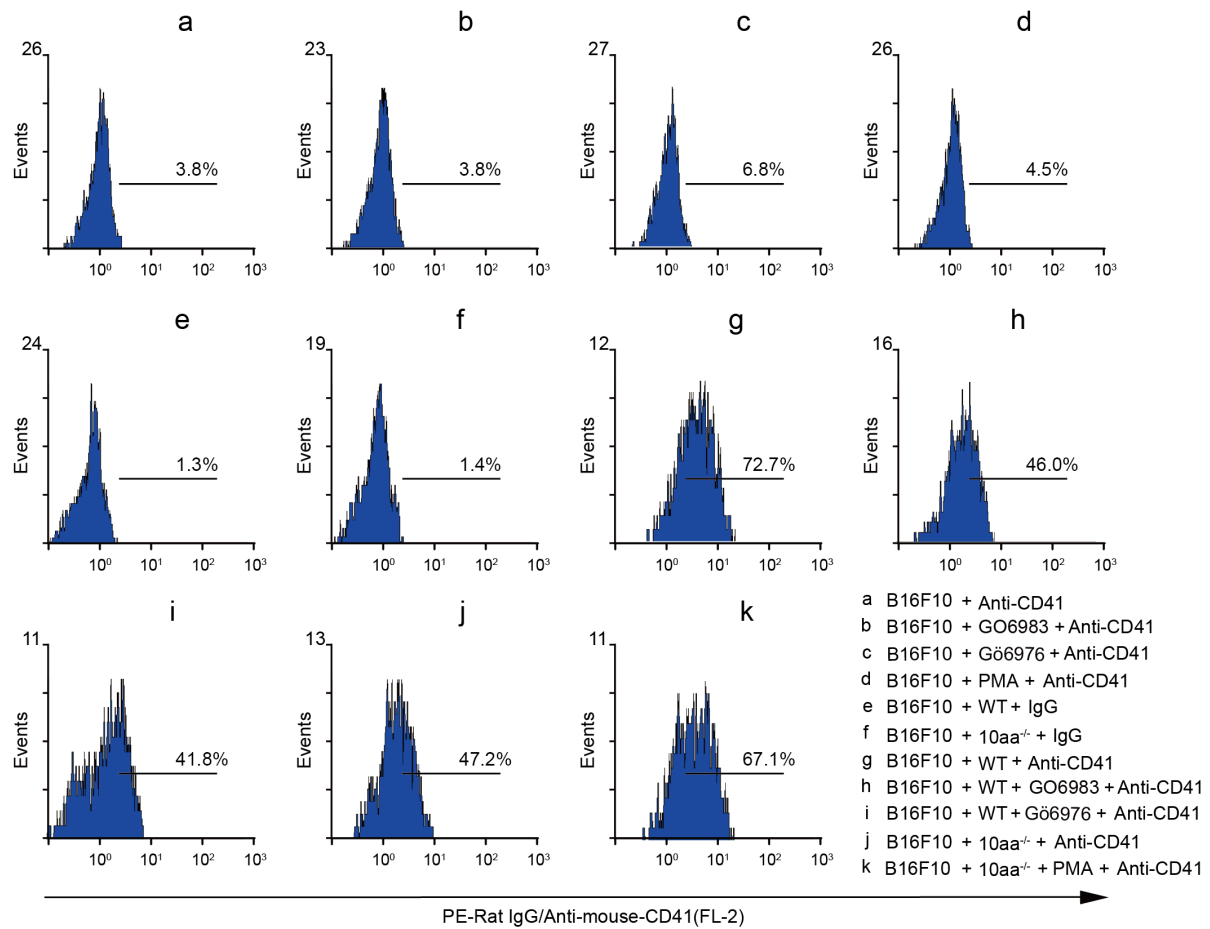 a
b
c
d
26
23
27
26
Events
Events
Events
Events
3.8%
3.8%
6.8%
4.5%
10⁰ 10¹ 10² 10³
10⁰ 10¹ 10² 10³
10⁰ 10¹ 10² 10³
10⁰ 10¹ 10² 10³
e
f
g
h
24
19
12
16
Events
Events
Events
Events
1.3%
1.4%
72.7%
46.0%
10⁰ 10¹ 10² 10³
10⁰ 10¹ 10² 10³
10⁰ 10¹ 10² 10³
10⁰ 10¹ 10² 10³
i
j
k
11
13
11
Events
Events
Events
41.8%
47.2%
67.1%
10⁰ 10¹ 10² 10³
10⁰ 10¹ 10² 10³
10⁰ 10¹ 10² 10³
a B16F10 + Anti-CD41
b B16F10 + GO6983 + Anti-CD41
c B16F10 + Gö6976 + Anti-CD41
d B16F10 + PMA + Anti-CD41
e B16F10 + WT + IgG
f B16F10 + 10aa⁻/⁻ + IgG
g B16F10 + WT + Anti-CD41
h B16F10 + WT + GO6983 + Anti-CD41
i B16F10 + WT + Gö6976 + Anti-CD41
j B16F10 + 10aa⁻/⁻ + Anti-CD41
k B16F10 + 10aa⁻/⁻ + PMA + Anti-CD41
PE-Rat IgG/Anti-mouse-CD41(FL-2)